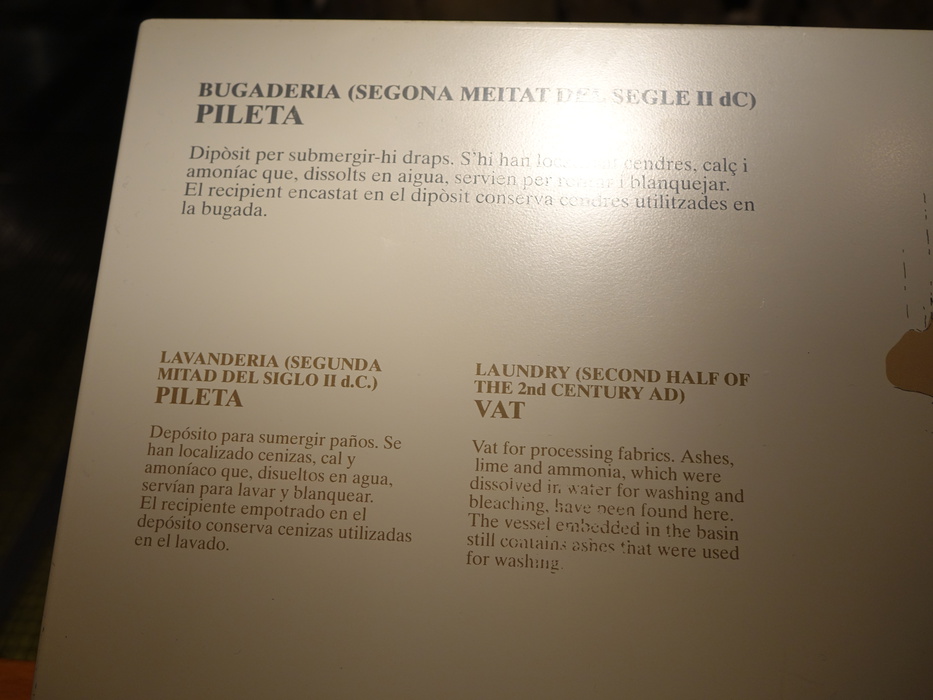 BUGADERIA (SEGONA MEITAT DEL SEGLE II dC)
PILETA
Dipòsit per submergir-hi draps. S'hi han cendres, calç i
amoníac que, dissolts en aigua, servien per rentar i blanquejar.
El recipient encastat en el dipòsit conserva cendres utilitzades en
la bugada.
LAVANDERIA (SEGUNDA
MITAD DEL SIGLO II d.C.)
PILETA
Depósito para sumergir paños. Se
han localizado cenizas, cal y
amoníaco que, disueltos en agua,
servían para lavar y blanquear.
El recipiente empotrado en el
depósito conserva cenizas utilizadas
en el lavado.
LAUNDRY (SECOND HALF OF
THE 2nd CENTURY AD)
VAT
Vat for processing fabrics. Ashes,
lime and ammonia, which were
dissolved in water for washing and
bleaching, have been found here.
The vessel embedded in the basin
still contains ashes that were used
for washing.